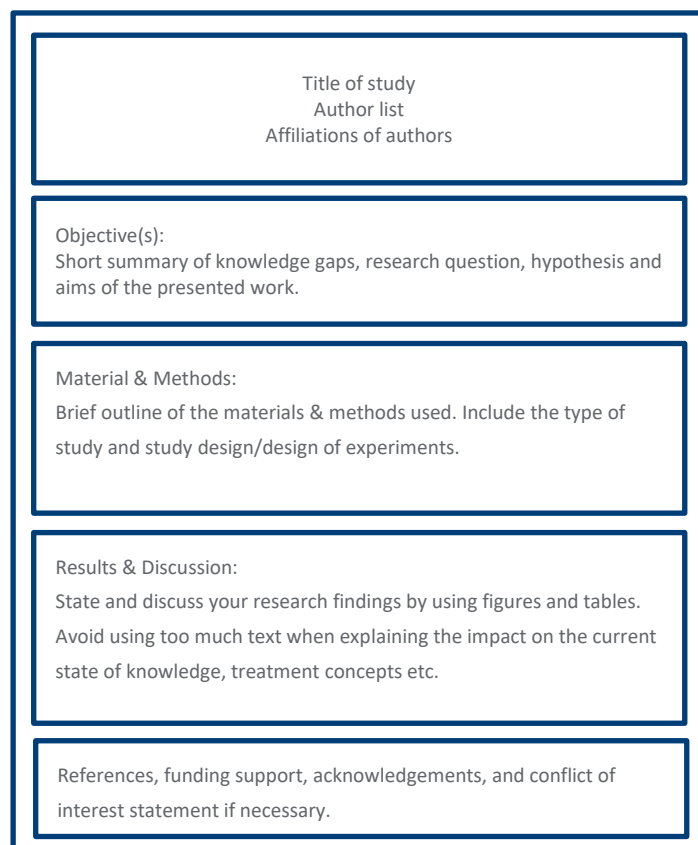 Title of study
Author list
Affiliations of authors
Objective(s):
Short summary of knowledge gaps, research question, hypothesis and
aims of the presented work.
Material & Methods:
Brief outline of the materials & methods used. Include the type of
study and study design/design of experiments.
Results & Discussion:
State and discuss your research findings by using figures and tables.
Avoid using too much text when explaining the impact on the current
state of knowledge, treatment concepts etc.
References, funding support, acknowledgements, and conflict of
interest statement if necessary.